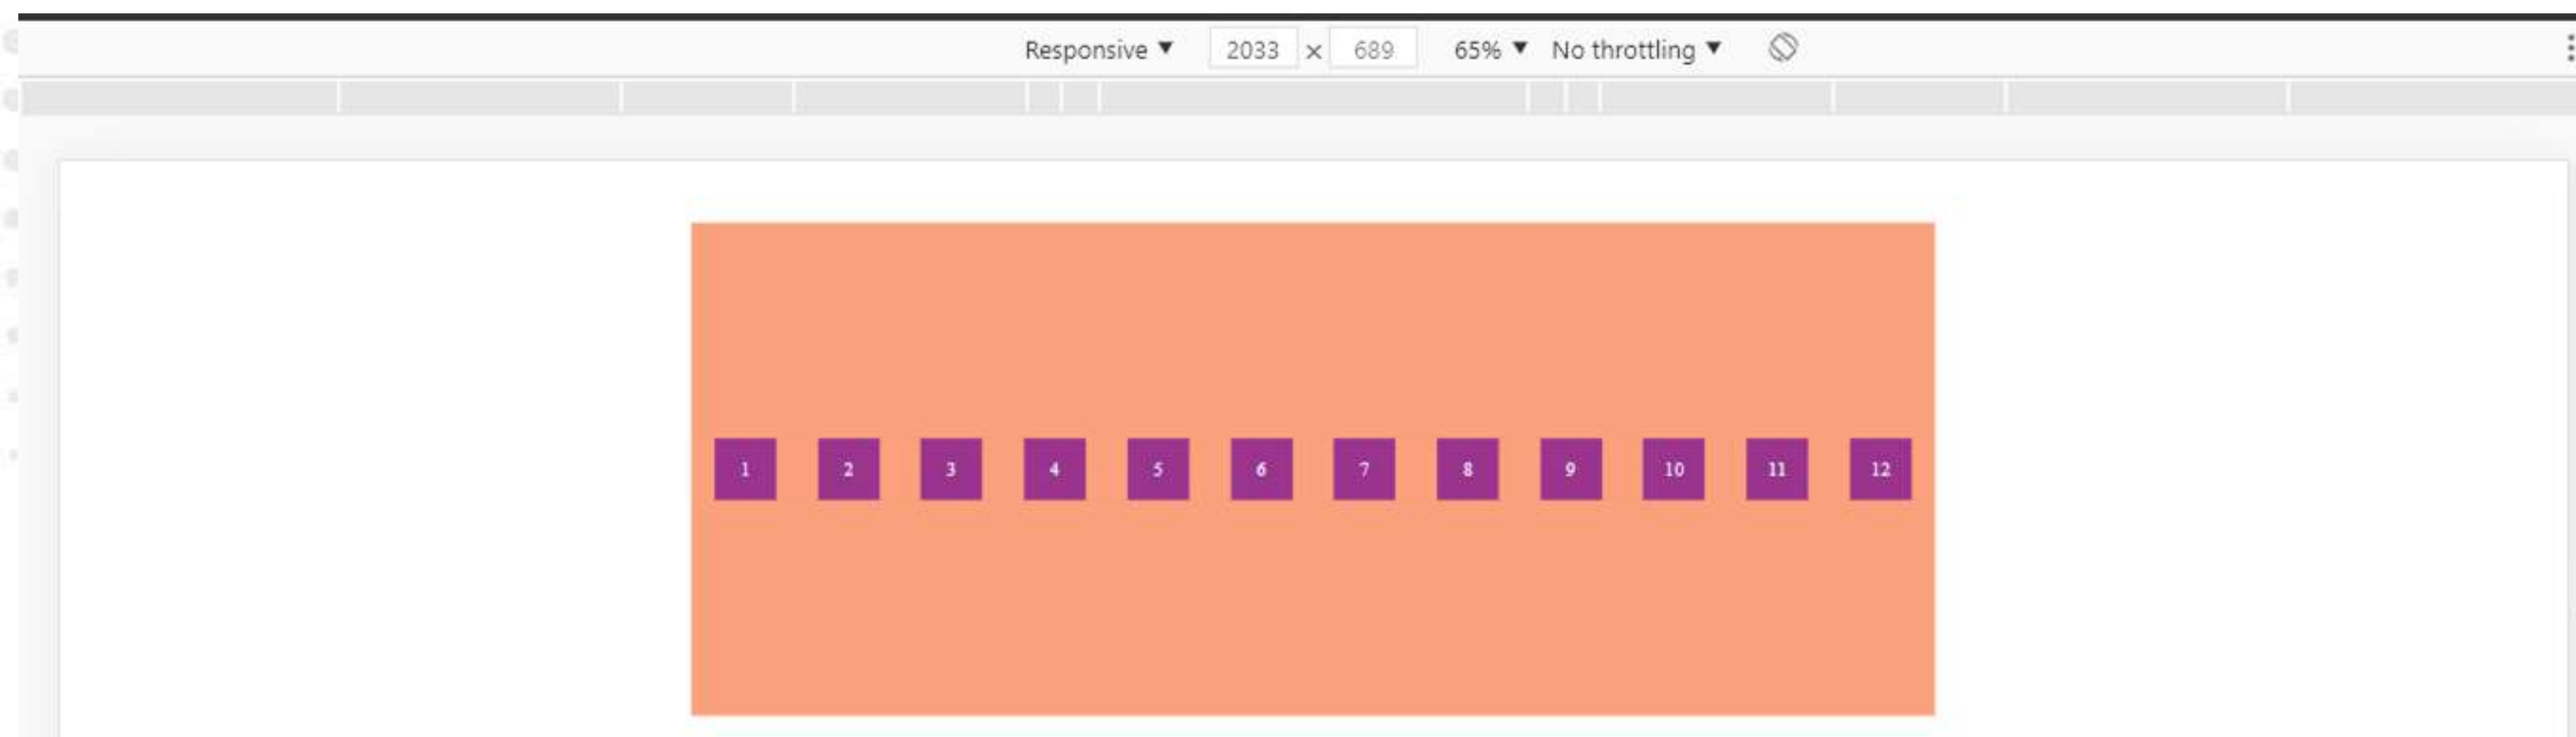 Responsive ▼ 2033 × 689 65% ▼ No throttling ▼
1 2 3 4 5 6 7 8 9 10 11 12